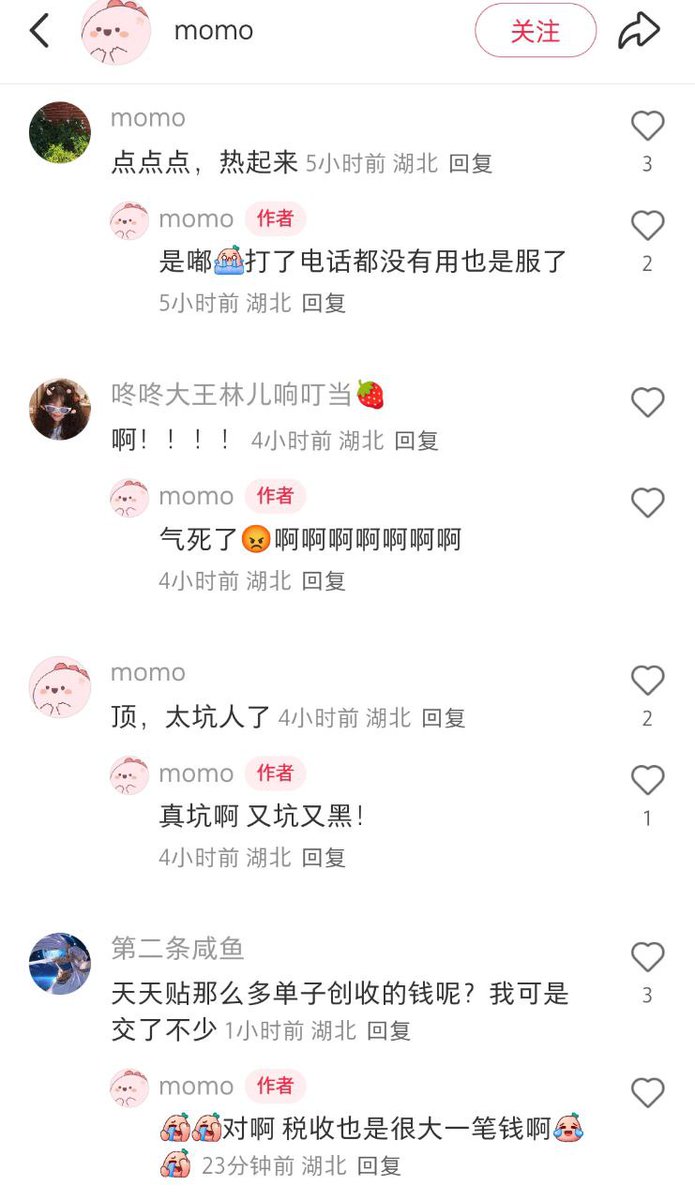 momo
关注
momo
点点点，热起来 5小时前 湖北 回复
3
momo 作者
是嘟打了电话都没有用也是服了
2
5小时前 湖北 回复
咚咚大王林儿响叮当🍓
啊！！！！ 4小时前 湖北 回复
momo 作者
气死了😡啊啊啊啊啊啊啊
4小时前 湖北 回复
momo
顶，太坑人了 4小时前 湖北 回复
2
momo 作者
真坑啊 又坑又黑！
1
4小时前 湖北 回复
第二条咸鱼
天天贴那么多单子创收的钱呢？我可是
3
交了不少 1小时前 湖北 回复
momo 作者
对啊 税收也是很大一笔钱啊
23分钟前 湖北 回复